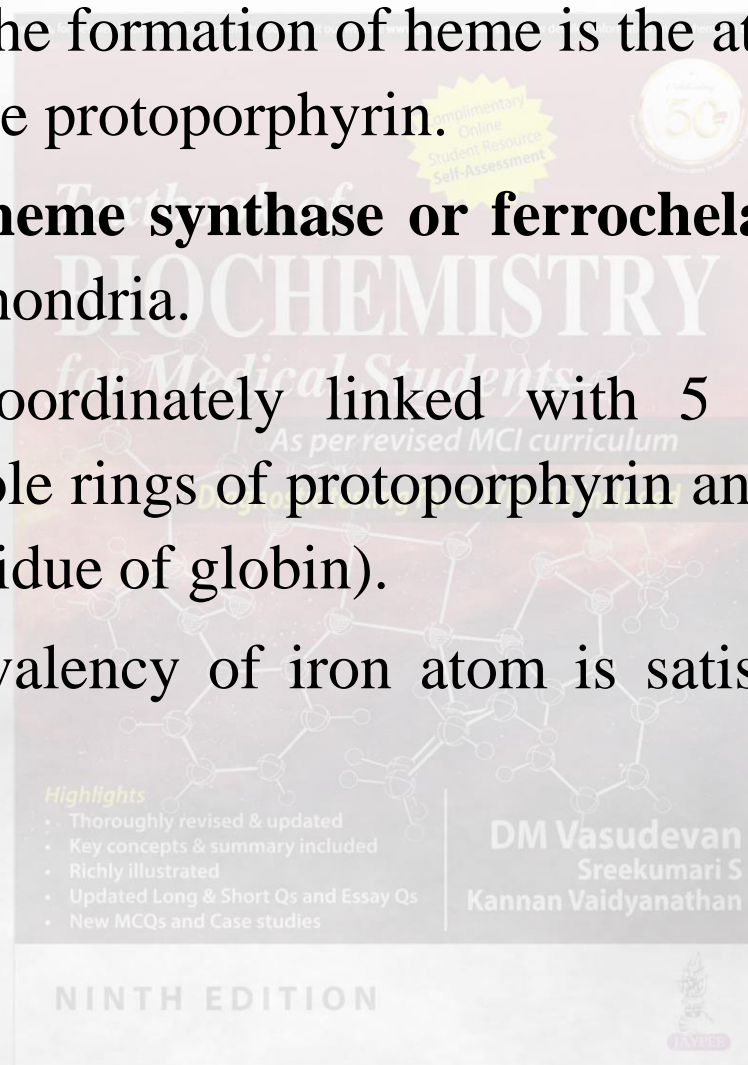 he formation of heme is the at
e protoporphyrin.
heme synthase or ferrochela
hondria.
oordinately linked with 5
ole rings of protoporphyrin an
idue of globin).
valency of iron atom is satis
Complimentary
Online
Student Resource
Self-Assessment
50
Textbook of
BIOCHEMISTRY
for Medical Students
As per revised MCI curriculum
Highlights
• Thoroughly revised & updated
• Key concepts & summary included
• Richly illustrated
• Updated Long & Short Qs and Essay Qs
• New MCQs and Case studies
DM Vasudevan
Sreekumari S
Kannan Vaidyanathan
NINTH EDITION
JAYPEE